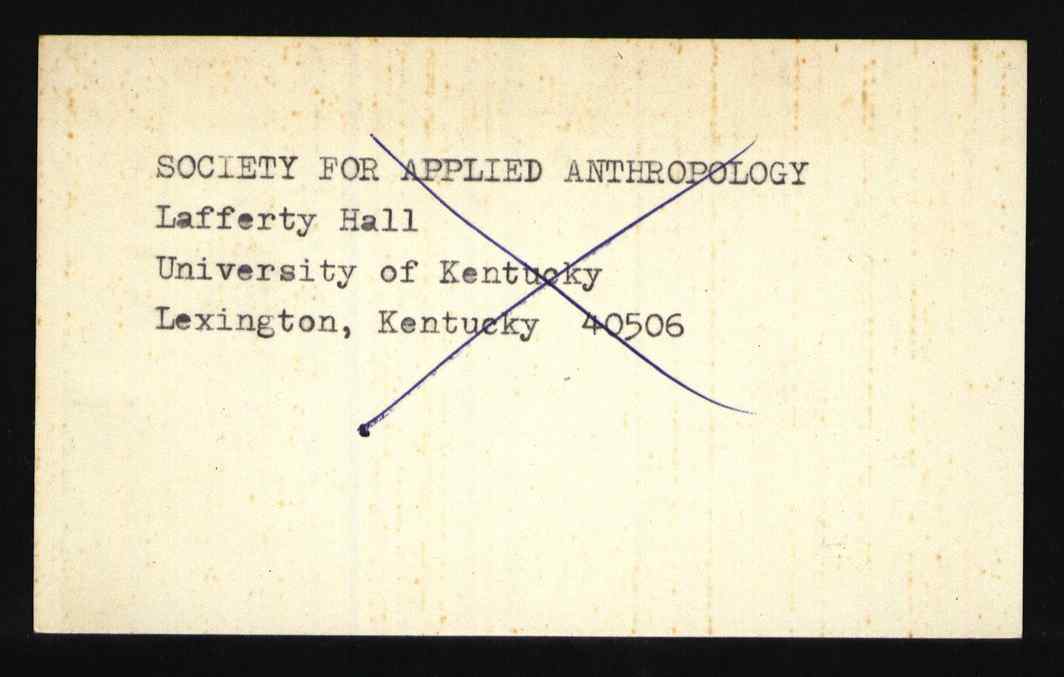 SOCIETY FOR APPLIED ANTHROPOLOGY
Lafferty Hall
University of Kentucky
Lexington, Kentucky  40506